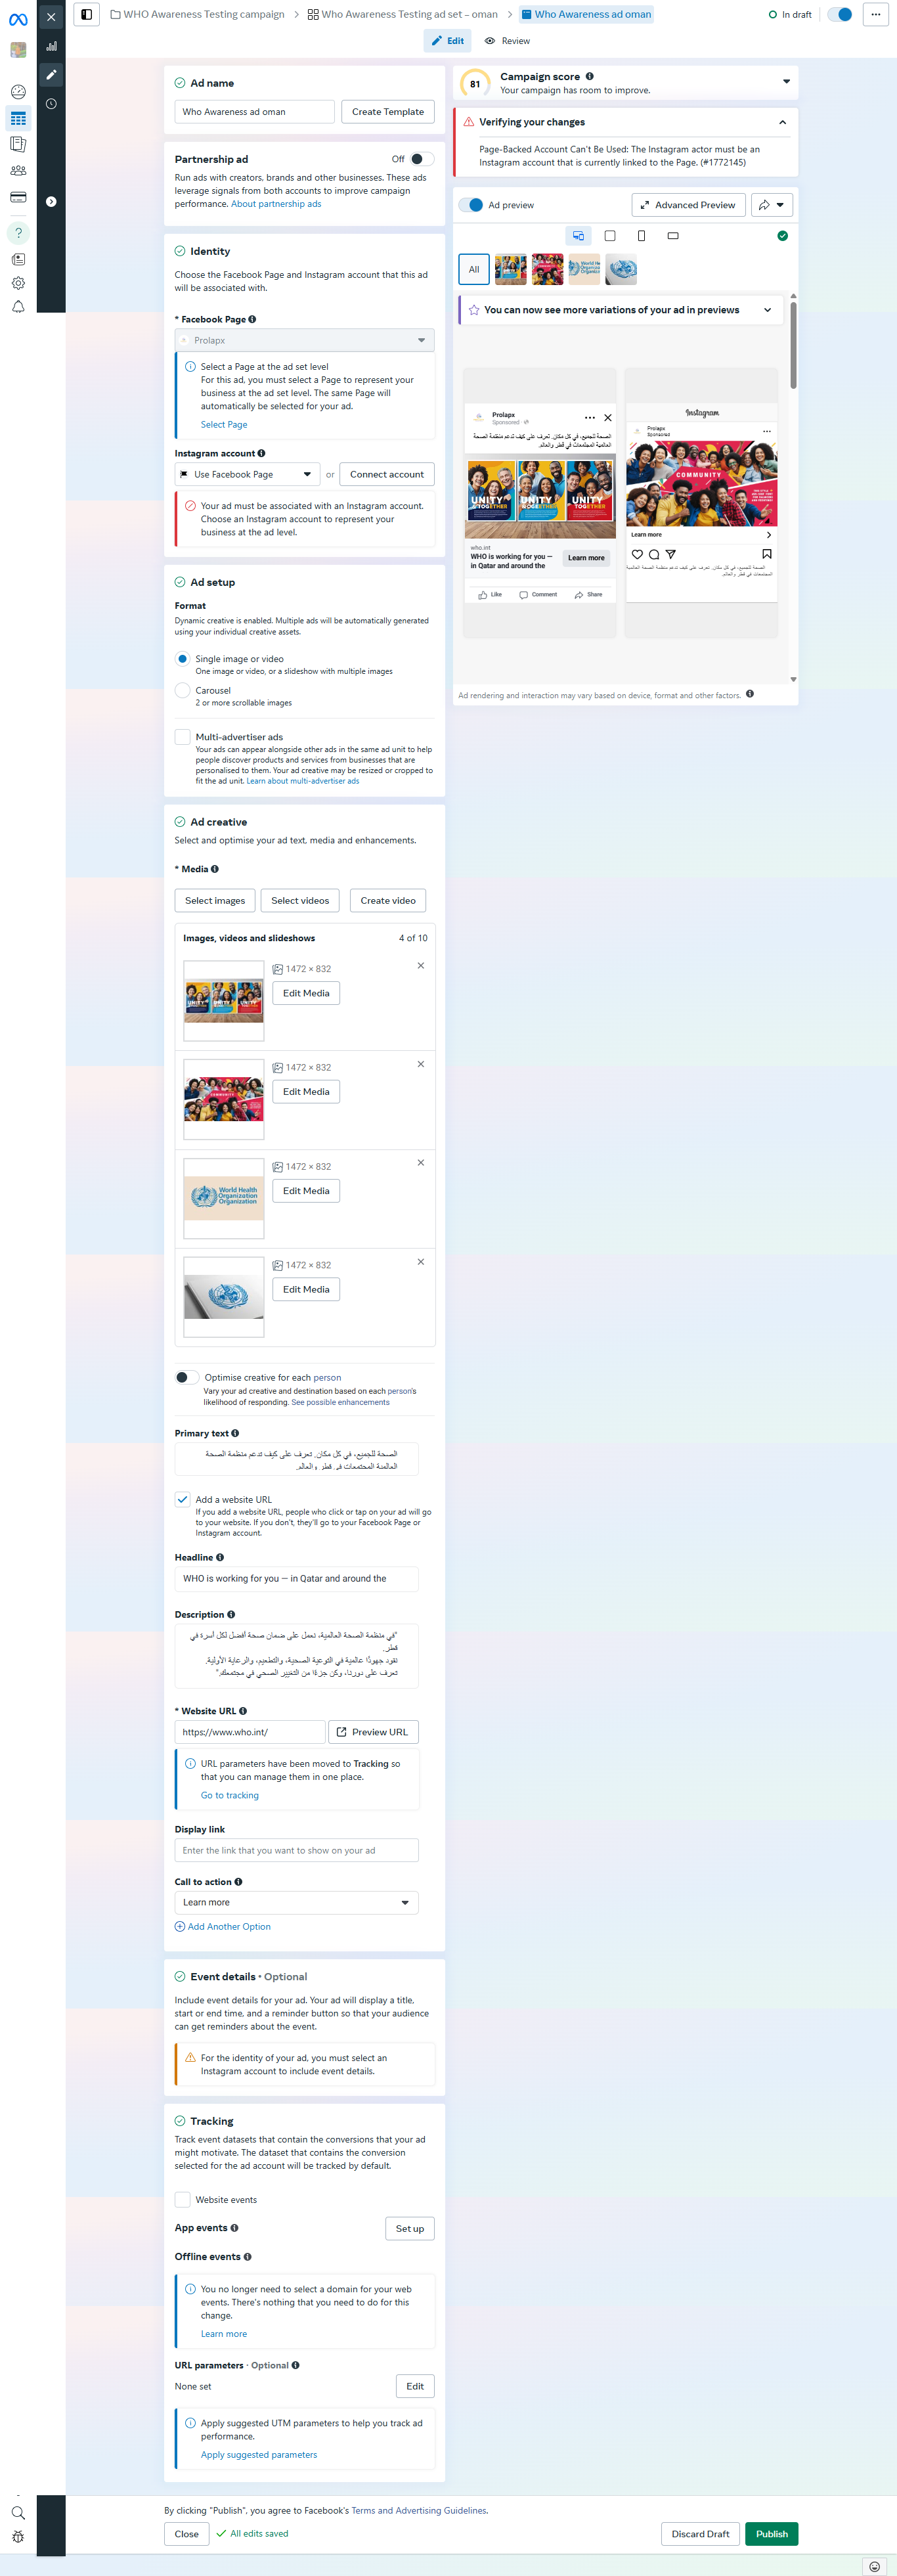 WHO Awareness Testing campaign
Who Awareness Testing ad set – oman
Who Awareness ad oman
In draft
Edit
Review
Ad name
Who Awareness ad oman
Create Template
Partnership ad
Off
Run ads with creators, brands and other businesses. These ads
leverage signals from both accounts to improve campaign
performance. About partnership ads
Identity
Choose the Facebook Page and Instagram account that this ad
will be associated with.
* Facebook Page
Prolapx
Select a Page at the ad set level
For this ad, you must select a Page to represent your
business at the ad set level. The same Page will
automatically be selected for your ad.
Select Page
Instagram account
Use Facebook Page
or
Connect account
Your ad must be associated with an Instagram account.
Choose an Instagram account to represent your
business at the ad level.
Ad setup
Format
Dynamic creative is enabled. Multiple ads will be automatically generated
using your individual creative assets.
Single image or video
One image or video, or a slideshow with multiple images
Carousel
2 or more scrollable images
Multi-advertiser ads
Your ads can appear alongside other ads in the same ad unit to help
people discover products and services from businesses that are
personalised to them. Your ad creative may be resized or cropped to
fit the ad unit. Learn about multi-advertiser ads
Ad creative
Select and optimise your ad text, media and enhancements.
* Media
Select images
Select videos
Create video
Images, videos and slideshows
4 of 10
1472 × 832
Edit Media
UNITY UNITY UNITY
1472 × 832
Edit Media
COMMUNITY
1472 × 832
Edit Media
World Health
Organization
Organization
1472 × 832
Edit Media
Optimise creative for each person
Vary your ad creative and destination based on each person's
likelihood of responding. See possible enhancements
Primary text
الصحة للجميع، في كل مكان. تعرف على كيف تدعم منظمة الصحة
العالمية المجتمعات في قطر والعالم.
Add a website URL
If you add a website URL, people who click or tap on your ad will go
to your website. If you don't, they'll go to your Facebook Page or
Instagram account.
Headline
WHO is working for you — in Qatar and around the
Description
"في منظمة الصحة العالمية، نعمل على ضمان صحة أفضل لكل أسرة في
قطر.
نقود جهودًا عالمية في التوعية الصحية، والتطعيم، والرعاية الأولية.
تعرف على دورنا، وكن جزءًا من التغيير الصحي في مجتمعك."
* Website URL
https://www.who.int/
Preview URL
URL parameters have been moved to Tracking so
that you can manage them in one place.
Go to tracking
Display link
Enter the link that you want to show on your ad
Call to action
Learn more
Add Another Option
Event details • Optional
Include event details for your ad. Your ad will display a title,
start or end time, and a reminder button so that your audience
can get reminders about the event.
For the identity of your ad, you must select an
Instagram account to include event details.
Tracking
Track event datasets that contain the conversions that your ad
might motivate. The dataset that contains the conversion
selected for the ad account will be tracked by default.
Website events
App events
Set up
Offline events
You no longer need to select a domain for your web
events. There's nothing that you need to do for this
change.
Learn more
URL parameters · Optional
None set
Edit
Apply suggested UTM parameters to help you track ad
performance.
Apply suggested parameters
81
Campaign score
Your campaign has room to improve.
Verifying your changes
Page-Backed Account Can't Be Used: The Instagram actor must be an
Instagram account that is currently linked to the Page. (#1772145)
Ad preview
Advanced Preview
All
You can now see more variations of your ad in previews
Prolapx
Sponsored
الصحة للجميع، في كل مكان. تعرف على كيف تدعم منظمة الصحة
العالمية المجتمعات في قطر والعالم.
UNITY UNITY UNITY
TOGETHER TOGETHER TOGETHER
who.int
WHO is working for you —
in Qatar and around the
Learn more
Like
Comment
Share
Instagram
Prolapx
Sponsored
COMMUNITY
Learn more
الصحة للجميع، في كل مكان. تعرف على كيف تدعم منظمة الصحة العالمية
المجتمعات في قطر والعالم.
Ad rendering and interaction may vary based on device, format and other factors.
By clicking "Publish", you agree to Facebook's Terms and Advertising Guidelines.
Close
All edits saved
Discard Draft
Publish